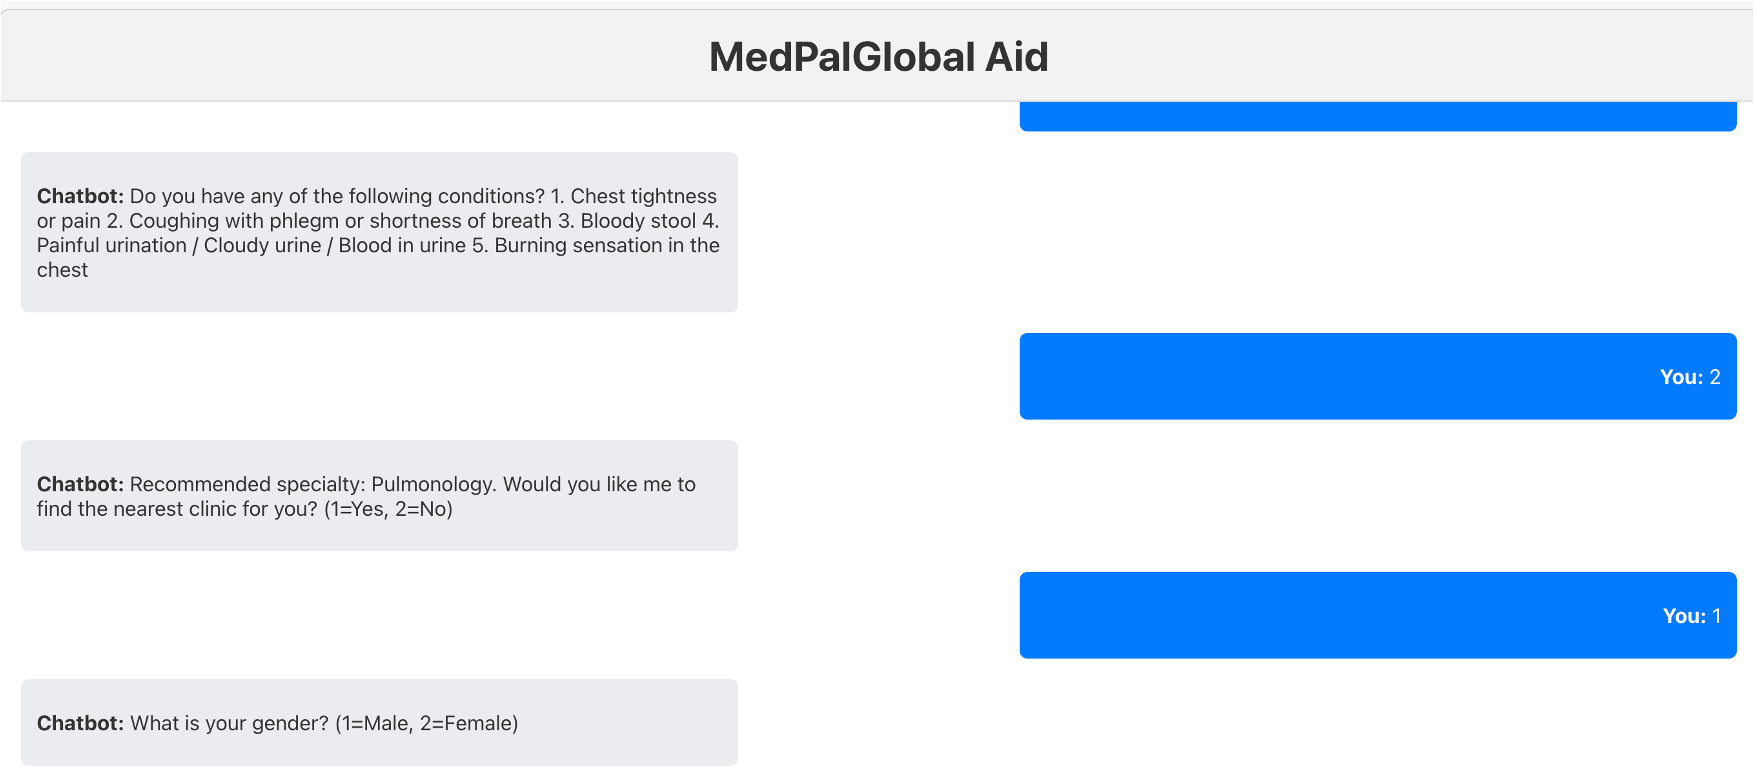 MedPalGlobal Aid
Chatbot: Do you have any of the following conditions? 1. Chest tightness
or pain 2. Coughing with phlegm or shortness of breath 3. Bloody stool 4.
Painful urination / Cloudy urine / Blood in urine 5. Burning sensation in the
chest
You: 2
Chatbot: Recommended specialty: Pulmonology. Would you like me to
find the nearest clinic for you? (1=Yes, 2=No)
You: 1
Chatbot: What is your gender? (1=Male, 2=Female)